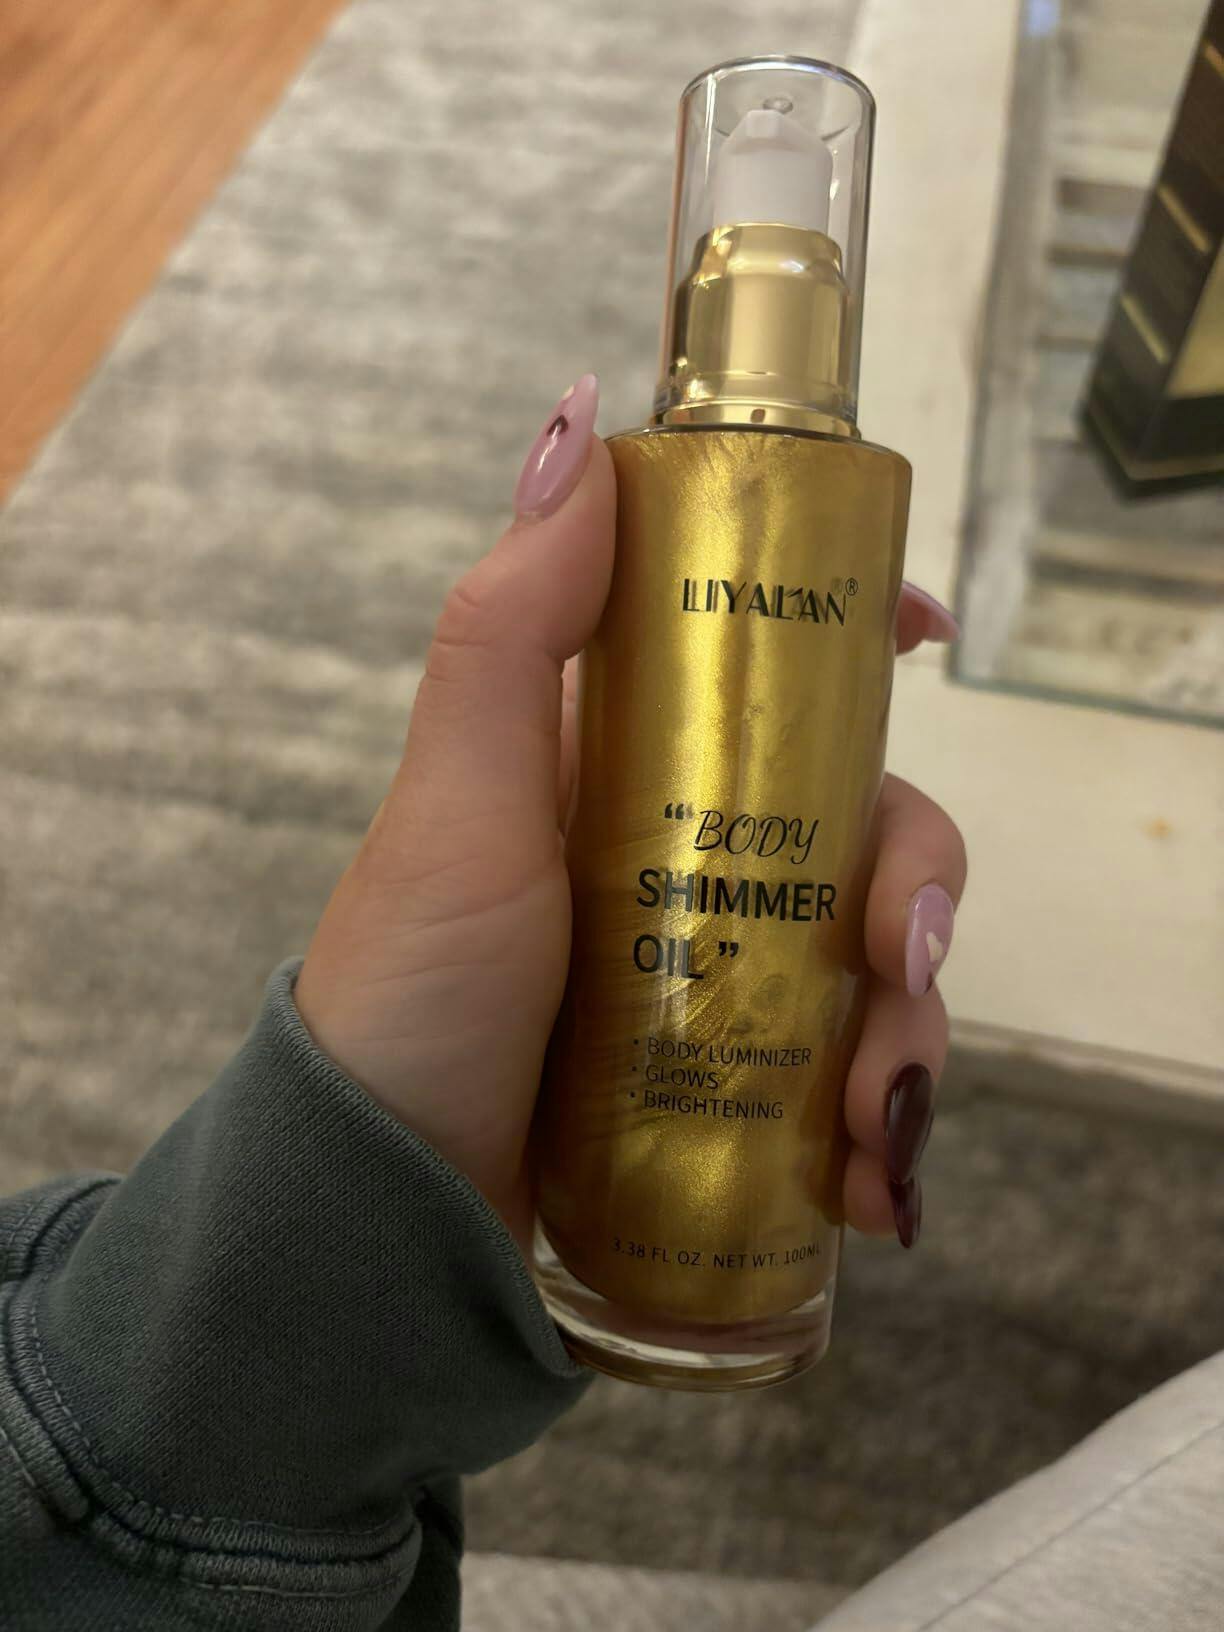 LIYALAN®
“BODY
SHIMMER
OIL”
• BODY LUMINIZER
• GLOWS
• BRIGHTENING
3.38 FL OZ. NET WT. 100ML